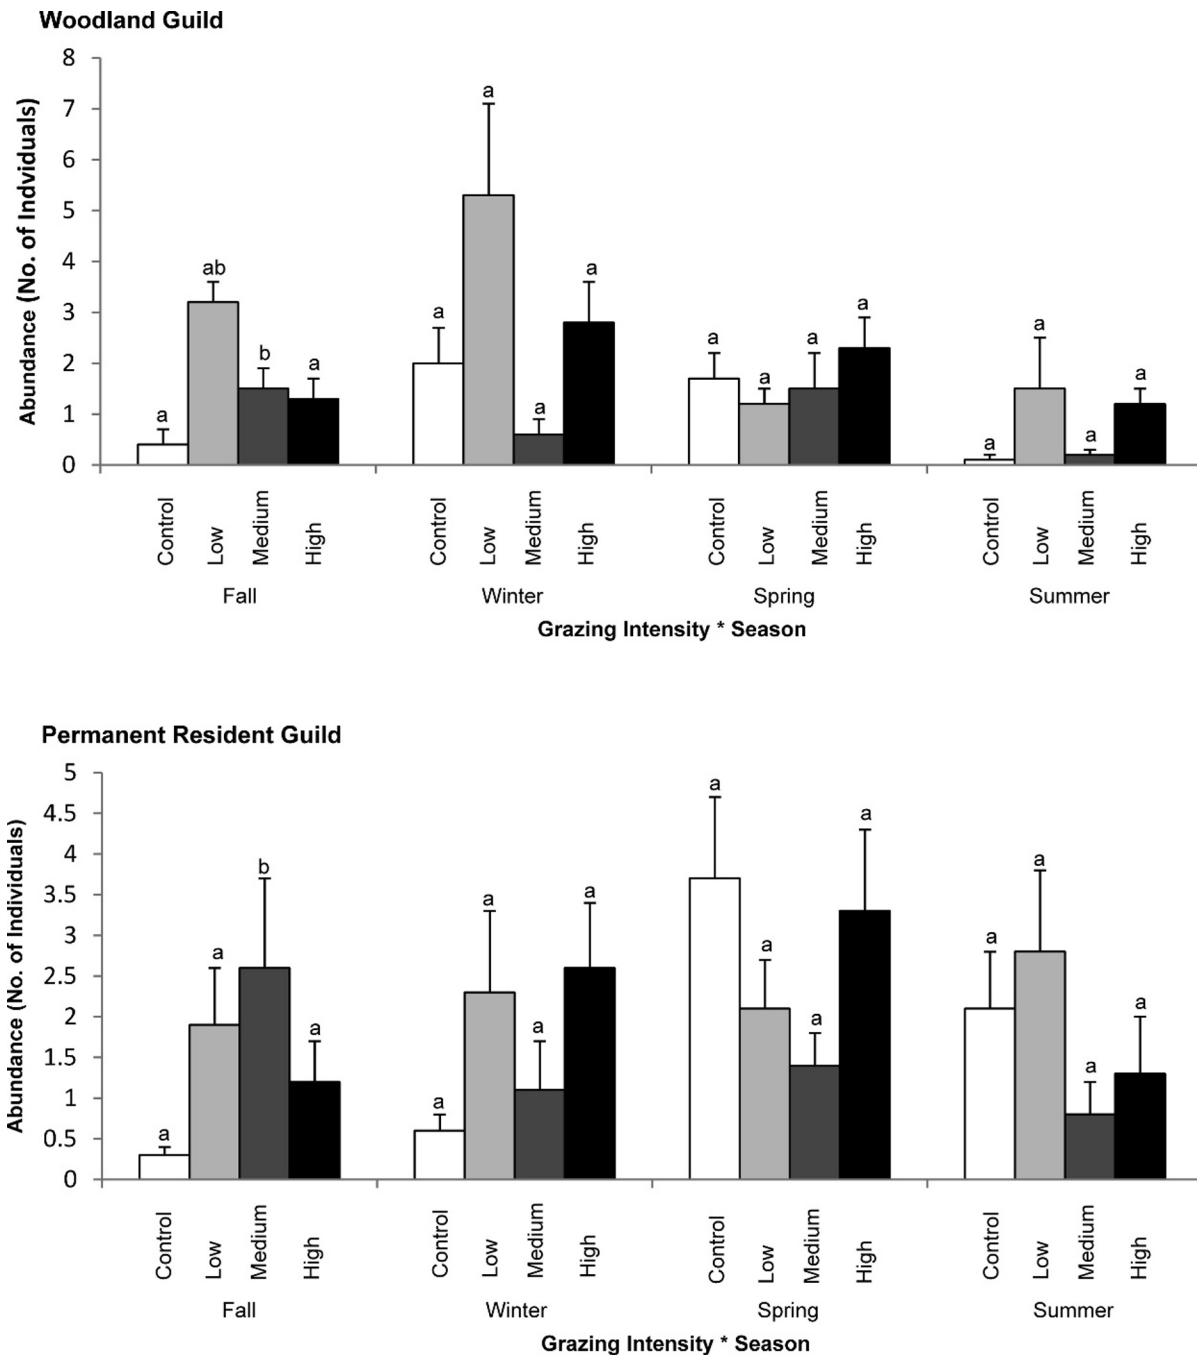 Woodland Guild
Abundance (No. of Indviduals)
8
7
6
5
4
3
2
1
0
a
ab
b
a
a
a
a
a
a
a
a
a
a
a
a
a
Control
Low
Medium
High
Control
Low
Medium
High
Control
Low
Medium
High
Control
Low
Medium
High
Fall Winter Spring Summer
Grazing Intensity * Season
Permanent Resident Guild
Abundance (No. of Individuals)
5
4.5
4
3.5
3
2.5
2
1.5
1
0.5
0
a
a
b
a
a
a
a
a
a
a
a
a
a
a
a
a
Control
Low
Medium
High
Control
Low
Medium
High
Control
Low
Medium
High
Control
Low
Medium
High
Fall Winter Spring Summer
Grazing Intensity * Season